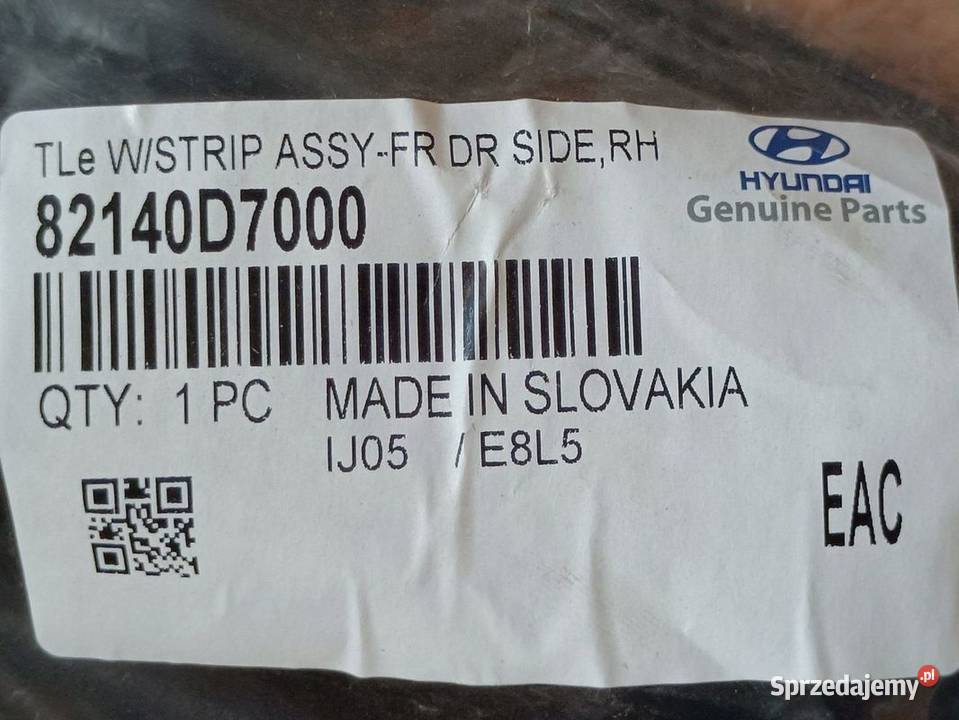 TLe W/STRIP ASSY-FR DR SIDE,RH
82140D7000
HYUNDAI
Genuine Parts
QTY: 1 PC MADE IN SLOVAKIA
IJ05 / E8L5
EAC
Sprzedajemy.pl